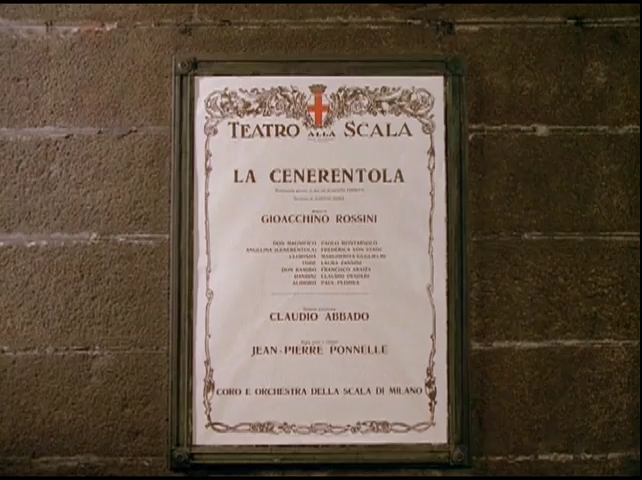 TEATRO ALLA SCALA
LA CENERENTOLA
GIOACCHINO ROSSINI
DON MAGNIFICO PAOLO MONTARSOLO
ANGELINA (CENERENTOLA) FREDERICA VON STADE
CLORINDA MARGHERITA GUGLIELMI
TISBE LAURA ZANNINI
DON RAMIRO FRANCISCO ARAIZA
DANDINI CLAUDIO DESDERI
ALIDORO PAUL PLISHKA
CLAUDIO ABBADO
JEAN-PIERRE PONNELLE
CORO E ORCHESTRA DELLA SCALA DI MILANO